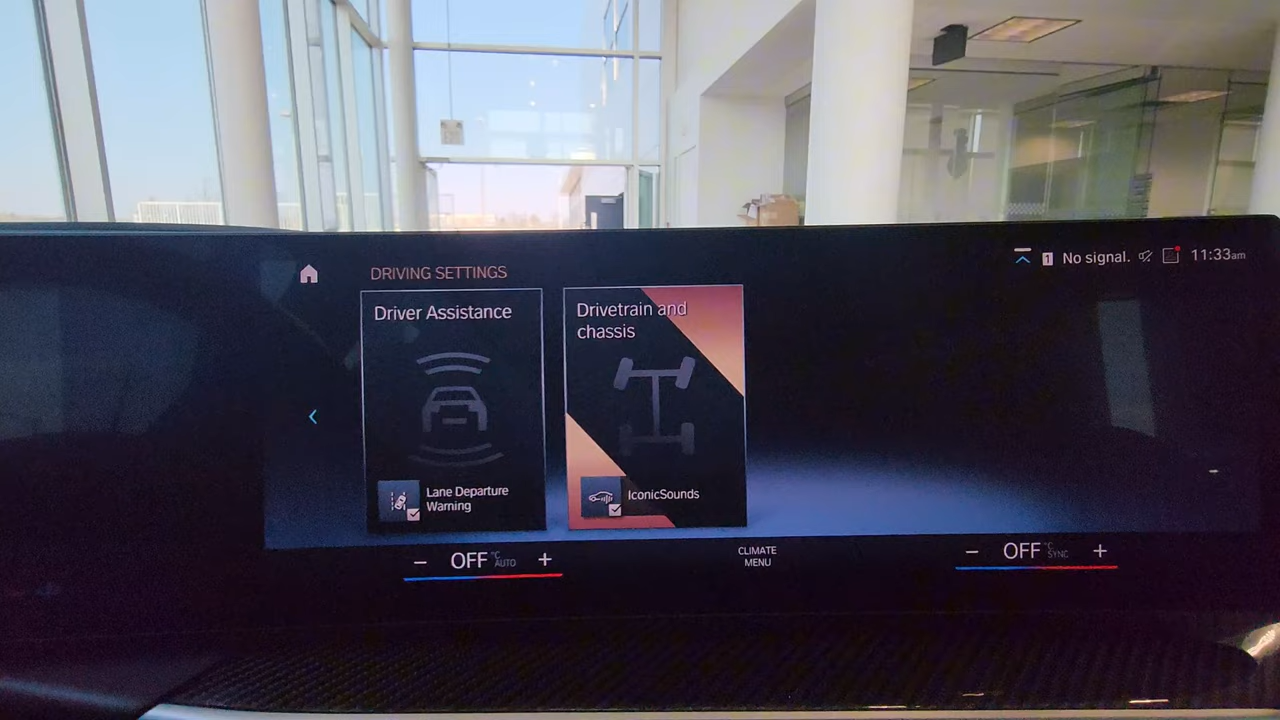 DRIVING SETTINGS
1 No signal. 11:33am
Driver Assistance
Drivetrain and
chassis
Lane Departure
Warning
IconicSounds
− OFF °C AUTO +
CLIMATE
MENU
− OFF °C SYNC +